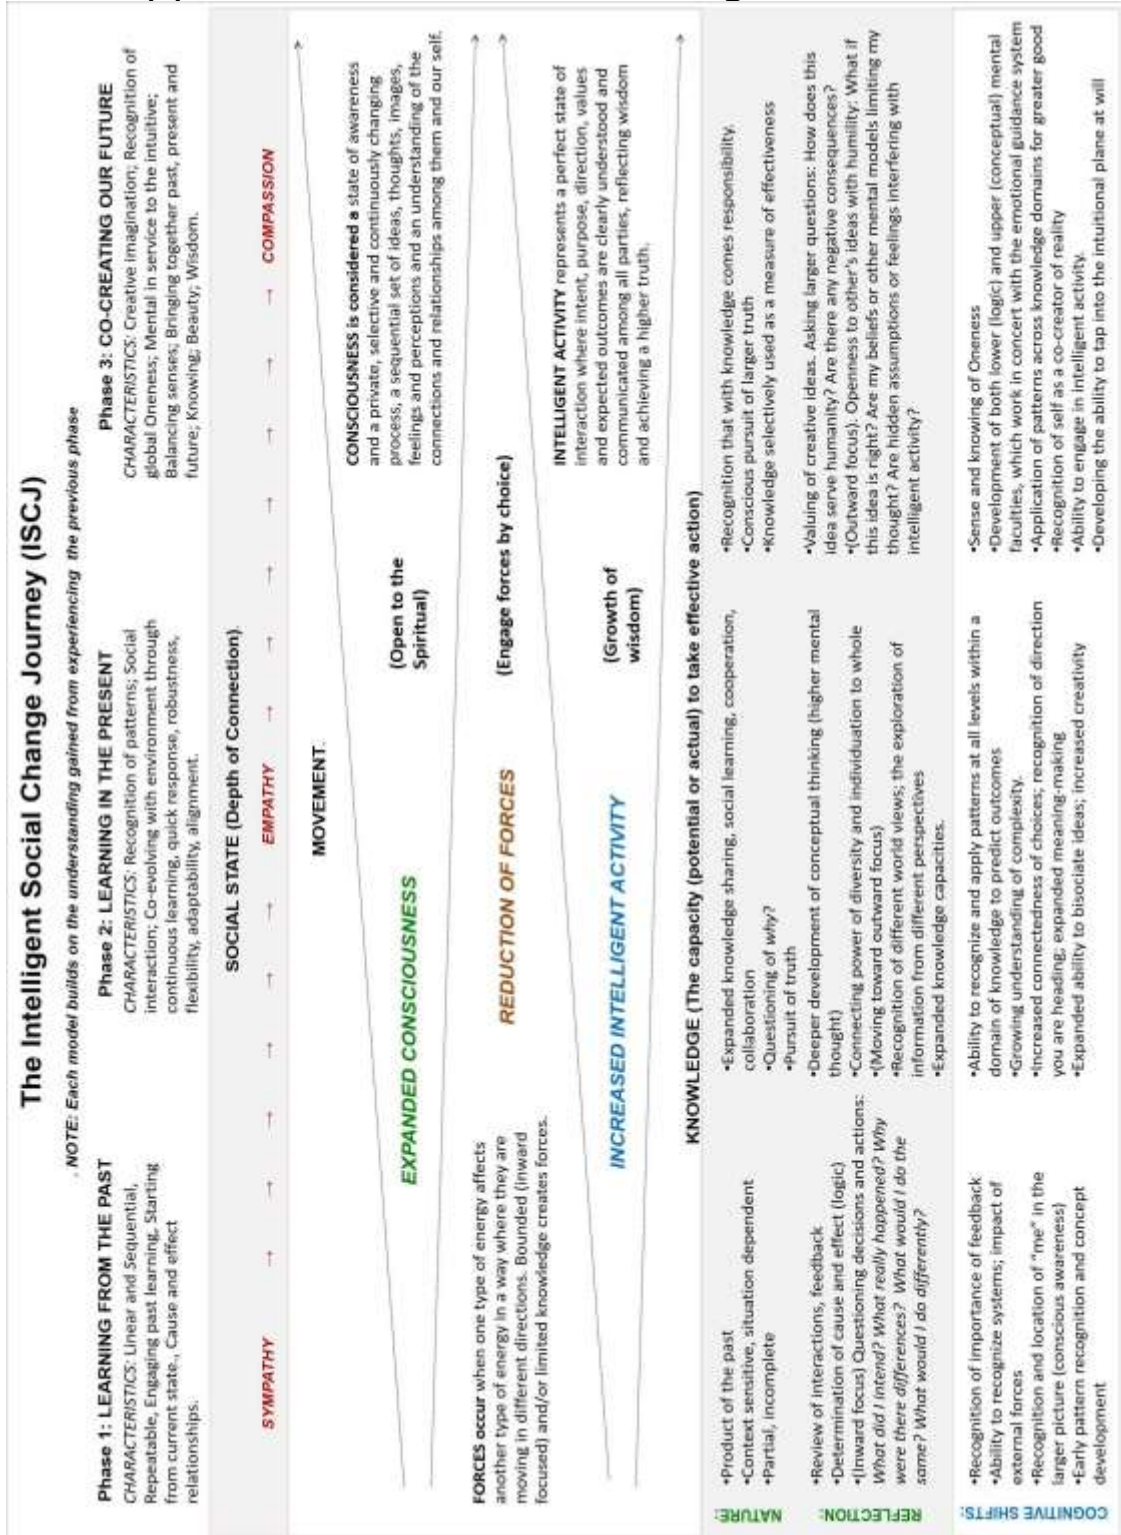 The Intelligent Social Change Journey (ISCJ)
. NOTE: Each model builds on the understanding gained from experiencing the previous phase
Phase 1: LEARNING FROM THE PAST
CHARACTERISTICS: Linear and Sequential,
Repeatable, Engaging past learning, Starting
from current state., Cause and effect
relationships.
Phase 2: LEARNING IN THE PRESENT
CHARACTERISTICS: Recognition of patterns; Social
interaction; Co-evolving with environment through
continuous learning, quick response, robustness,
flexibility, adaptability, alignment.
Phase 3: CO-CREATING OUR FUTURE
CHARACTERISTICS: Creative imagination; Recognition of
global Oneness; Mental in service to the intuitive;
Balancing senses; Bringing together past, present and
future; Knowing; Beauty; Wisdom.
SOCIAL STATE (Depth of Connection)
SYMPATHY → → → → → EMPATHY → → → → → → COMPASSION
MOVEMENT.
EXPANDED CONSCIOUSNESS
(Open to the
Spiritual)
CONSCIOUSNESS is considered a state of awareness
and a private, selective and continuously changing
process, a sequential set of ideas, thoughts, images,
feelings and perceptions and an understanding of the
connections and relationships among them and our self.
FORCES occur when one type of energy affects
another type of energy in a way where they are
moving in different directions. Bounded (inward
focused) and/or limited knowledge creates forces.
REDUCTION OF FORCES
(Engage forces by choice)
INCREASED INTELLIGENT ACTIVITY
(Growth of
wisdom)
INTELLIGENT ACTIVITY represents a perfect state of
interaction where intent, purpose, direction, values
and expected outcomes are clearly understood and
communicated among all parties, reflecting wisdom
and achieving a higher truth.
KNOWLEDGE (The capacity (potential or actual) to take effective action)
NATURE:
•Product of the past
•Context sensitive, situation dependent
•Partial, incomplete
•Expanded knowledge sharing, social learning, cooperation,
collaboration
•Questioning of why?
•Pursuit of truth
•Recognition that with knowledge comes responsibility.
•Conscious pursuit of larger truth
•Knowledge selectively used as a measure of effectiveness
REFLECTION:
•Review of interactions, feedback
•Determination of cause and effect (logic)
•(Inward focus) Questioning decisions and actions:
What did I intend? What really happened? Why
were there differences? What would I do the
same? What would I do differently?
•Deeper development of conceptual thinking (higher mental
thought)
•Connecting power of diversity and individuation to whole
•(Moving toward outward focus)
•Recognition of different world views; the exploration of
information from different perspectives
•Expanded knowledge capacities.
•Valuing of creative ideas. Asking larger questions: How does this
idea serve humanity? Are there any negative consequences?
•(Outward focus). Openness to other's ideas with humility: What if
this idea is right? Are my beliefs or other mental models limiting my
thought? Are hidden assumptions or feelings interfering with
intelligent activity?
COGNITIVE SHIFTS:
•Recognition of importance of feedback
•Ability to recognize systems; impact of
external forces
•Recognition and location of "me" in the
larger picture (conscious awareness)
•Early pattern recognition and concept
development
•Ability to recognize and apply patterns at all levels within a
domain of knowledge to predict outcomes
•Growing understanding of complexity.
•Increased connectedness of choices; recognition of direction
you are heading; expanded meaning-making
•Expanded ability to bisociate ideas; increased creativity
•Sense and knowing of Oneness
•Development of both lower (logic) and upper (conceptual) mental
faculties, which work in concert with the emotional guidance system
•Application of patterns across knowledge domains for greater good
•Recognition of self as a co-creator of reality
•Ability to engage in intelligent activity.
•Developing the ability to tap into the intuitional plane at will